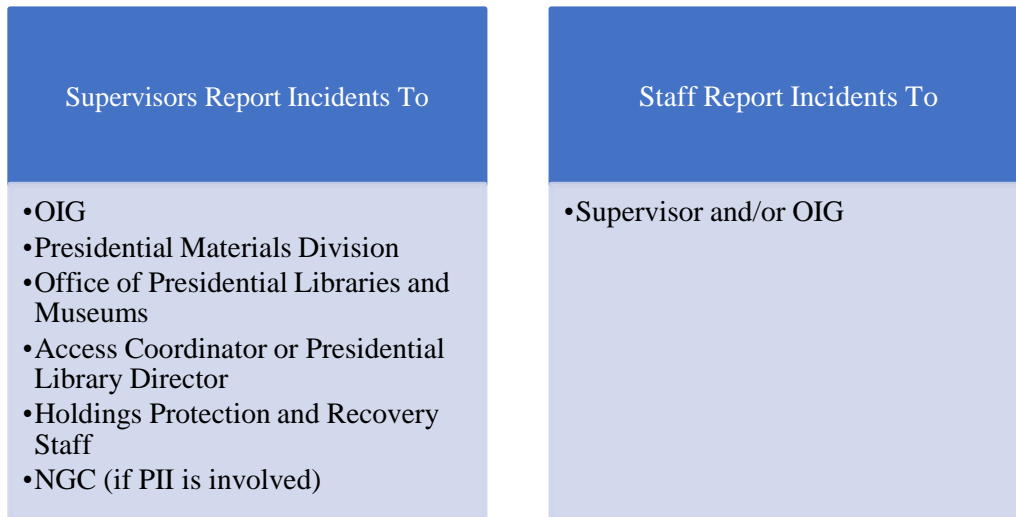 Supervisors Report Incidents To
•OIG
•Presidential Materials Division
•Office of Presidential Libraries and
Museums
•Access Coordinator or Presidential
Library Director
•Holdings Protection and Recovery
Staff
•NGC (if PII is involved)
Staff Report Incidents To
•Supervisor and/or OIG